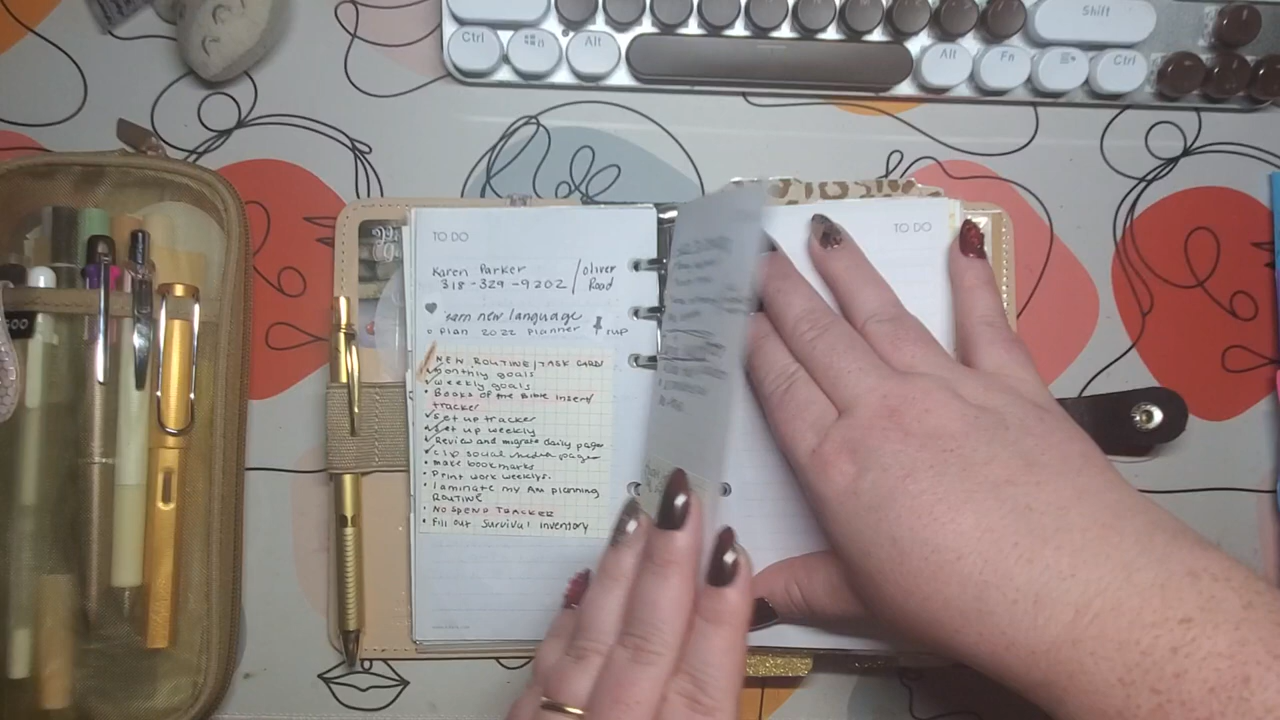 Shift
Ctrl
Alt
Alt
Fn
Ctrl
TO DO
Karen Parker
318-329-9202 / Oliver Road
earn new language
o plan 2022 planner
NEW ROUTINE/TASK CARD
✓ monthly goals
✓ weekly goals
• Books of the Bible insert/
tracker
✓ set up tracker
✓ set up weekly
✓ Review and migrate daily pages
✓ clip social media pages
• make bookmarks
• Print work weeklys.
• laminate my AM planning
Routine
• NO SPEND TRACKER
• Fill out Survival inventory
TO DO